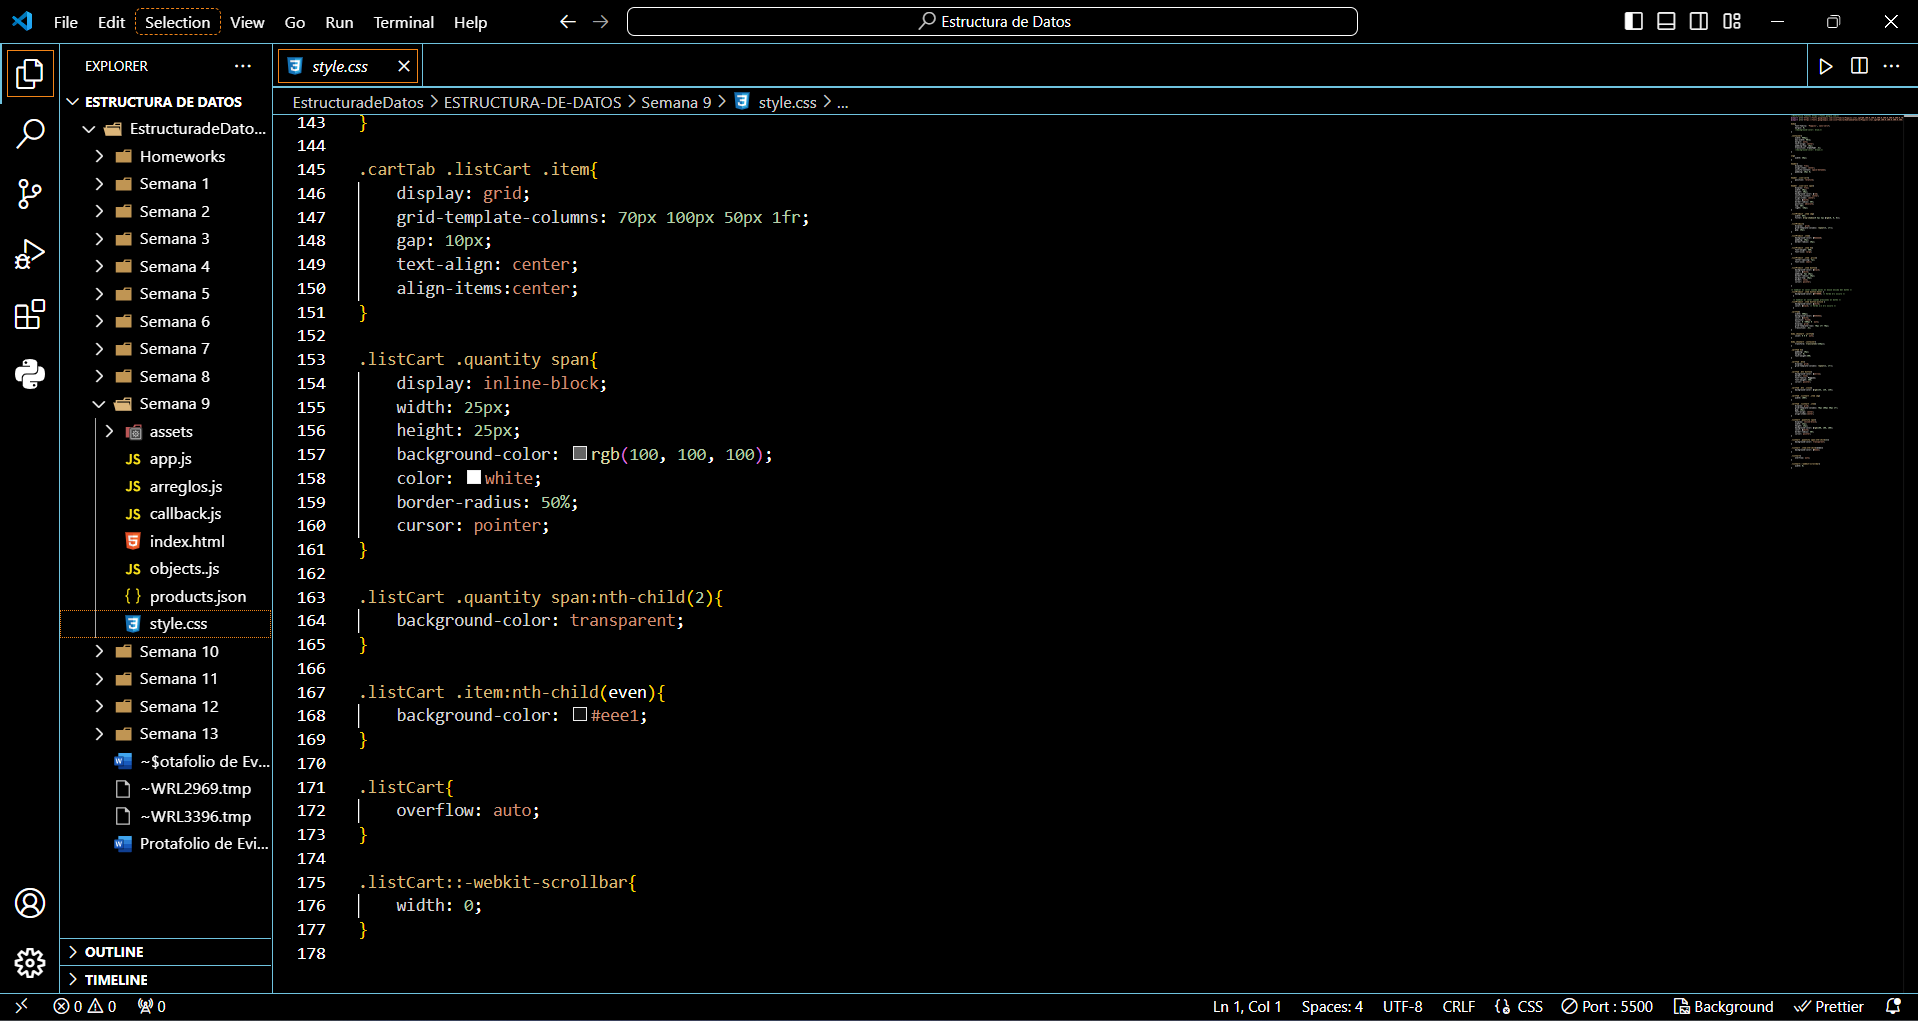 File Edit Selection View Go Run Terminal Help
Estructura de Datos
EXPLORER
style.css
ESTRUCTURA DE DATOS
EstructuradeDato...
Homeworks
Semana 1
Semana 2
Semana 3
Semana 4
Semana 5
Semana 6
Semana 7
Semana 8
Semana 9
assets
JS app.js
JS arreglos.js
JS callback.js
index.html
JS objects..js
{ } products.json
style.css
Semana 10
Semana 11
Semana 12
Semana 13
~$otafolio de Ev...
~WRL2969.tmp
~WRL3396.tmp
Protafolio de Evi...
OUTLINE
TIMELINE
EstructuradeDatos > ESTRUCTURA-DE-DATOS > Semana 9 > style.css > ...
143 }
144
145 .cartTab .listCart .item{
146     display: grid;
147     grid-template-columns: 70px 100px 50px 1fr;
148     gap: 10px;
149     text-align: center;
150     align-items:center;
151 }
152
153 .listCart .quantity span{
154     display: inline-block;
155     width: 25px;
156     height: 25px;
157     background-color: rgb(100, 100, 100);
158     color: white;
159     border-radius: 50%;
160     cursor: pointer;
161 }
162
163 .listCart .quantity span:nth-child(2){
164     background-color: transparent;
165 }
166
167 .listCart .item:nth-child(even){
168     background-color: #eee1;
169 }
170
171 .listCart{
172     overflow: auto;
173 }
174
175 .listCart::-webkit-scrollbar{
176     width: 0;
177 }
178
0 0 0 Ln 1, Col 1 Spaces: 4 UTF-8 CRLF CSS Port : 5500 Background Prettier